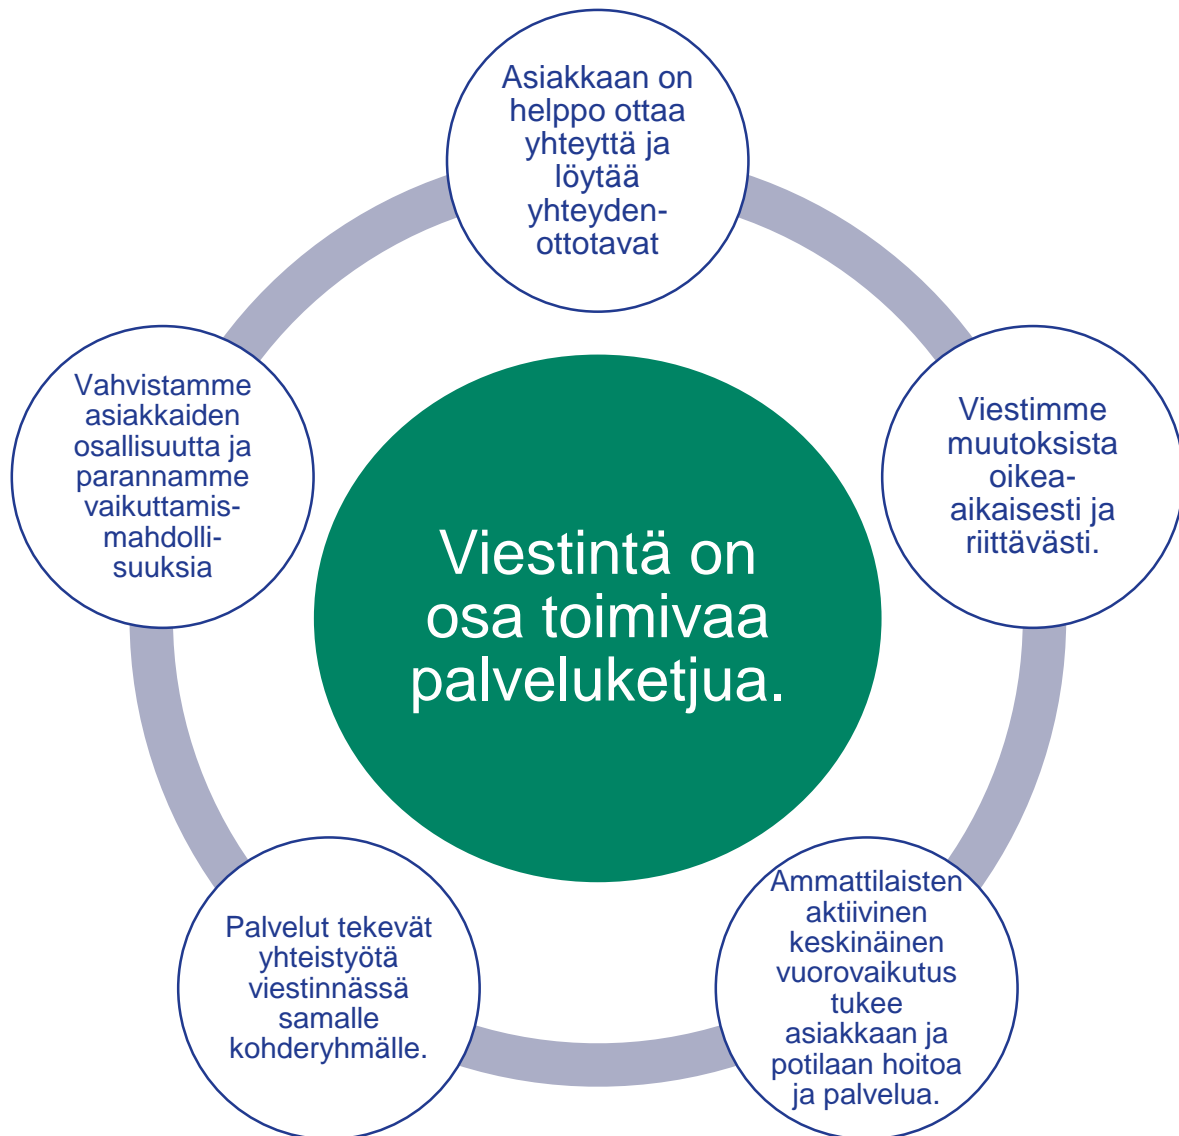 Asiakkaan on
helppo ottaa
yhteyttä ja
löytää
yhteyden-
ottotavat
Viestimme
muutoksista
oikea-
aikaisesti ja
riittävästi.
Ammattilaisten
aktiivinen
keskinäinen
vuorovaikutus
tukee
asiakkaan ja
potilaan hoitoa
ja palvelua.
Palvelut tekevät
yhteistyötä
viestinnässä
samalle
kohderyhmälle.
Vahvistamme
asiakkaiden
osallisuutta ja
parannamme
vaikuttamis-
mahdolli-
suuksia
Viestintä on
osa toimivaa
palveluketjua.